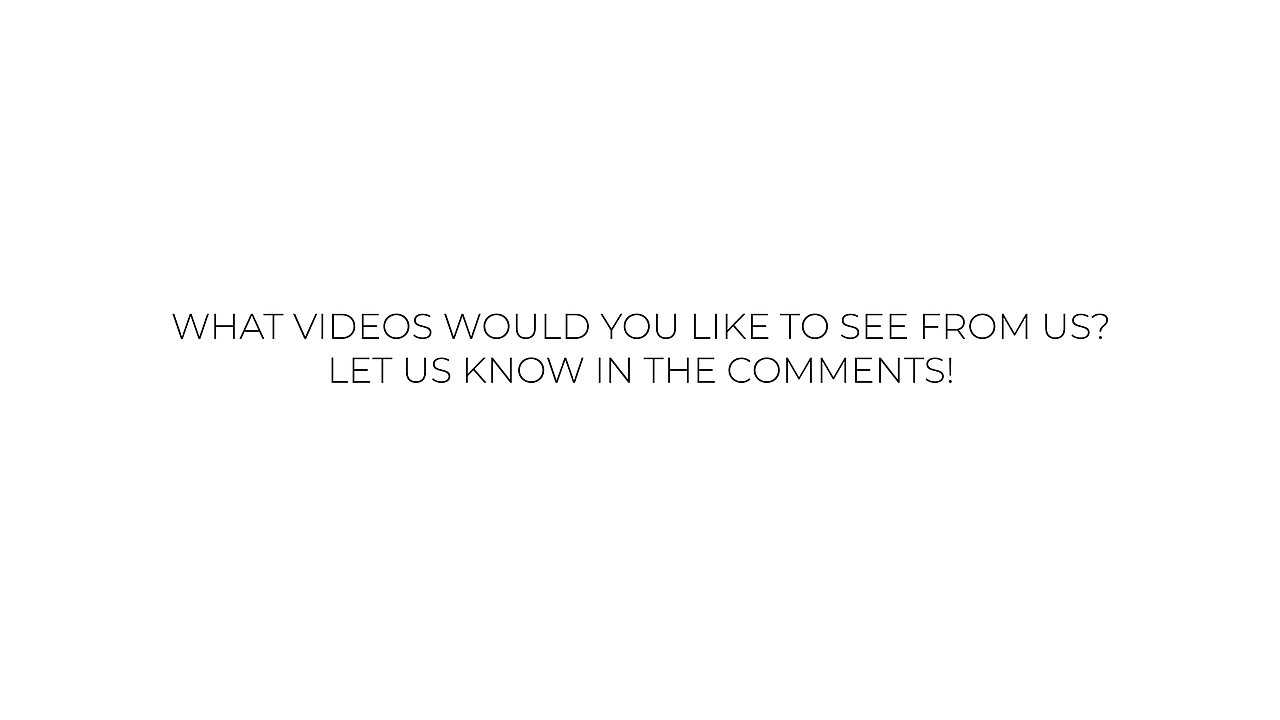 WHAT VIDEOS WOULD YOU LIKE TO SEE FROM US?
LET US KNOW IN THE COMMENTS!